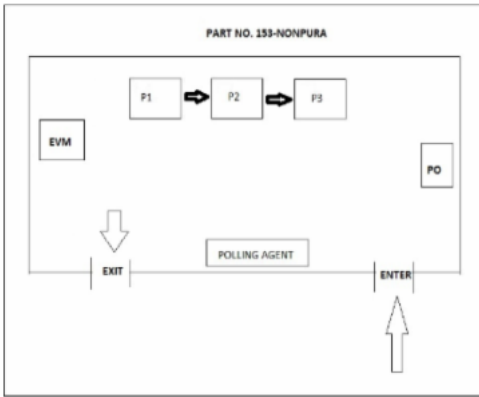 PART NO. 153-NONPURA
P1
P2
P3
EVM
PO
POLLING AGENT
EXIT
ENTER